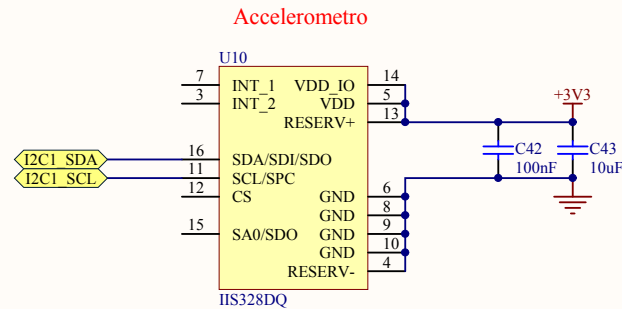 Accelerometro
U10
7 INT_1 VDD_IO 14
3 INT_2 VDD 5
RESERV+ 13
+3V3
I2C1_SDA 16 SDA/SDI/SDO
C42 C43
I2C1_SCL 11 SCL/SPC
100nF 10uF
12 CS GND 6
GND 8
15 SA0/SDO GND 9
GND 10
RESERV- 4
IIS328DQ